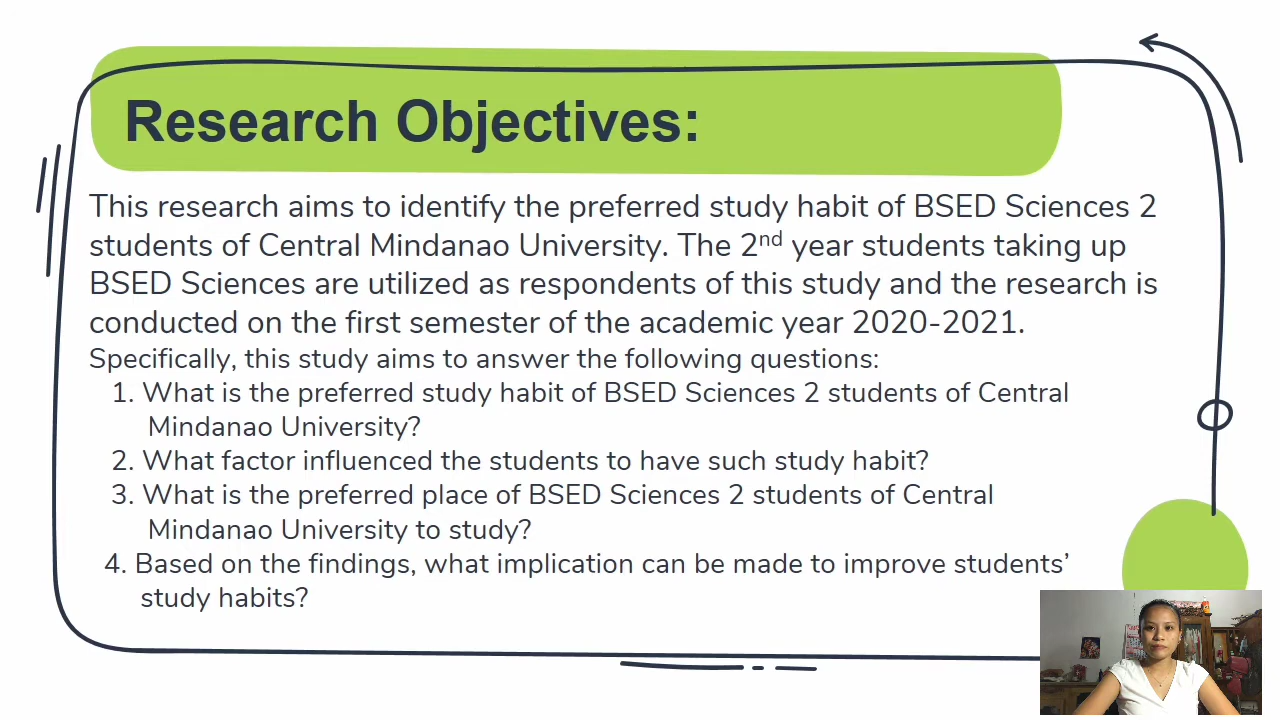 Research Objectives:
This research aims to identify the preferred study habit of BSED Sciences 2
students of Central Mindanao University. The 2nd year students taking up
BSED Sciences are utilized as respondents of this study and the research is
conducted on the first semester of the academic year 2020-2021.
Specifically, this study aims to answer the following questions:
1. What is the preferred study habit of BSED Sciences 2 students of Central
Mindanao University?
2. What factor influenced the students to have such study habit?
3. What is the preferred place of BSED Sciences 2 students of Central
Mindanao University to study?
4. Based on the findings, what implication can be made to improve students’
study habits?